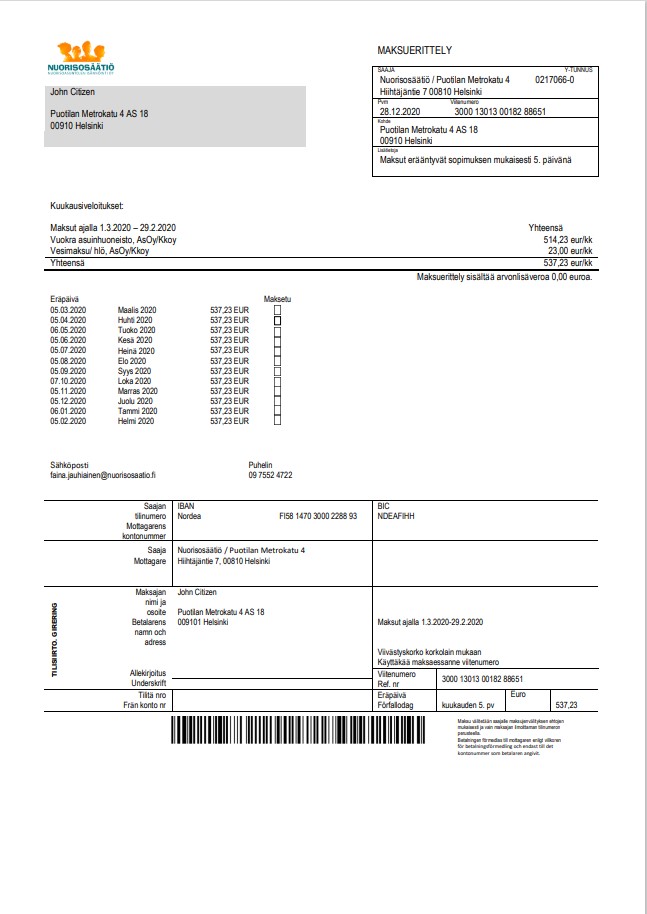 NUORISOSÄÄTIÖ
MAKSUERITTELY
SAAJA Y-TUNNUS
Nuorisosäätiö / Puotilan Metrokatu 4 0217066-0
Hiihtäjäntie 7 00810 Helsinki
Pvm Viitenumero
28.12.2020 3000 13013 00182 88651
Kohde
Puotilan Metrokatu 4 AS 18
00910 Helsinki
Lisätietoja
Maksut erääntyvät sopimuksen mukaisesti 5. päivänä
John Citizen
Puotilan Metrokatu 4 AS 18
00910 Helsinki
Kuukausiveloitukset:
Maksut ajalla 1.3.2020 – 29.2.2020 Yhteensä
Vuokra asuinhuoneisto, AsOy/Kkoy 514,23 eur/kk
Vesimaksu/ hlö, AsOy/Kkoy 23,00 eur/kk
Yhteensä 537,23 eur/kk
Maksuerittely sisältää arvonlisäveroa 0,00 euroa.
Eräpäivä Maksetu
05.03.2020 Maalis 2020 537,23 EUR
05.04.2020 Huhti 2020 537,23 EUR
06.05.2020 Tuoko 2020 537,23 EUR
05.06.2020 Kesä 2020 537,23 EUR
05.07.2020 Heinä 2020 537,23 EUR
05.08.2020 Elo 2020 537,23 EUR
05.09.2020 Syys 2020 537,23 EUR
07.10.2020 Loka 2020 537,23 EUR
05.11.2020 Marras 2020 537,23 EUR
05.12.2020 Juolu 2020 537,23 EUR
06.01.2020 Tammi 2020 537,23 EUR
05.02.2020 Helmi 2020 537,23 EUR
Sähköposti Puhelin
faina.jauhiainen@nuorisosaatio.fi 09 7552 4722
Saajan IBAN BIC
tilinumero Nordea FI58 1470 3000 2288 93 NDEAFIHH
Mottagarens
kontonummer
Saaja Nuorisosäätiö / Puotilan Metrokatu 4
Mottagare Hiihtäjäntie 7, 00810 Helsinki
TILISIIRTO. GIRERING
Maksajan John Citizen
nimi ja
osoite Puotilan Metrokatu 4 AS 18
Betalarens 009101 Helsinki Maksut ajalla 1.3.2020-29.2.2020
namn och
adress
Viivästyskorko korkolain mukaan
Käyttäkää maksaessanne viitenumero
Allekirjoitus
Underskrift
Viitenumero 3000 13013 00182 88651
Ref. nr
Tilitä nro Eräpäivä Euro
Från konto nr Förfallodag kuukauden 5. pv 537,23
Maksu välitetään saajalle maksujenvälityksen ehtojen
mukaisesti ja vain maksajan ilmoittaman tilinumeron
perusteella.
Betalningen förmedlas till mottagaren enligt villkoren
för betalningsförmedling och endast till det
kontonummer som betalaren angivit.